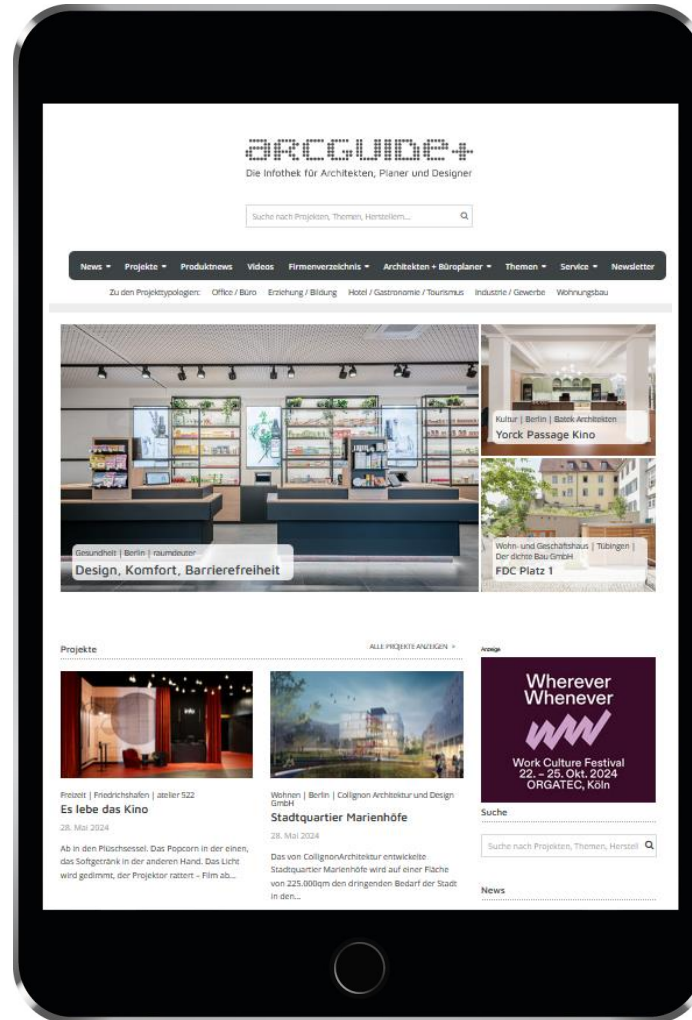 aRCGUIDe+
Die Infothek für Architekten, Planer und Designer
Suche nach Projekten, Themen, Herstellern...
News Projekte Produktnews Videos Firmenverzeichnis Architekten + Büroplaner Themen Service Newsletter
Zu den Projekttypologien: Office / Büro Erziehung / Bildung Hotel / Gastronomie / Tourismus Industrie / Gewerbe Wohnungsbau
Gesundheit | Berlin | raumdeuter
Design, Komfort, Barrierefreiheit
Kultur | Berlin | Batek Architekten
Yorck Passage Kino
Wohn- und Geschäftshaus | Tübingen |
Der dichte Bau GmbH
FDC Platz 1
Projekte
ALLE PROJEKTE ANZEIGEN »
Freizeit | Friedrichshafen | atelier 522
Es lebe das Kino
28. Mai 2024
Ab in den Plüschsessel. Das Popcorn in der einen,
das Softgetränk in der anderen Hand. Das Licht
wird gedimmt, der Projektor rattert – Film ab...
Wohnen | Berlin | Collignon Architektur und Design
GmbH
Stadtquartier Marienhöfe
28. Mai 2024
Das von CollignonArchitektur entwickelte
Stadtquartier Marienhöfe wird auf einer Fläche
von 225.000qm den dringenden Bedarf der Stadt
in den...
Anzeige
Wherever
Whenever
WW
Work Culture Festival
22. – 25. Okt. 2024
ORGATEC, Köln
Suche
Suche nach Projekten, Themen, Herstell
News